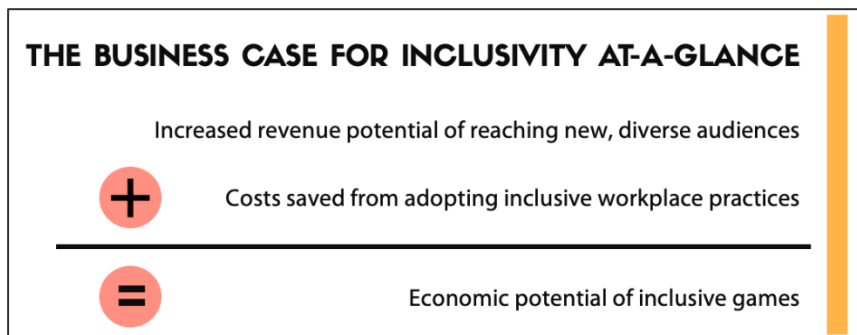 THE BUSINESS CASE FOR INCLUSIVITY AT-A-GLANCE
Increased revenue potential of reaching new, diverse audiences
+ Costs saved from adopting inclusive workplace practices
= Economic potential of inclusive games